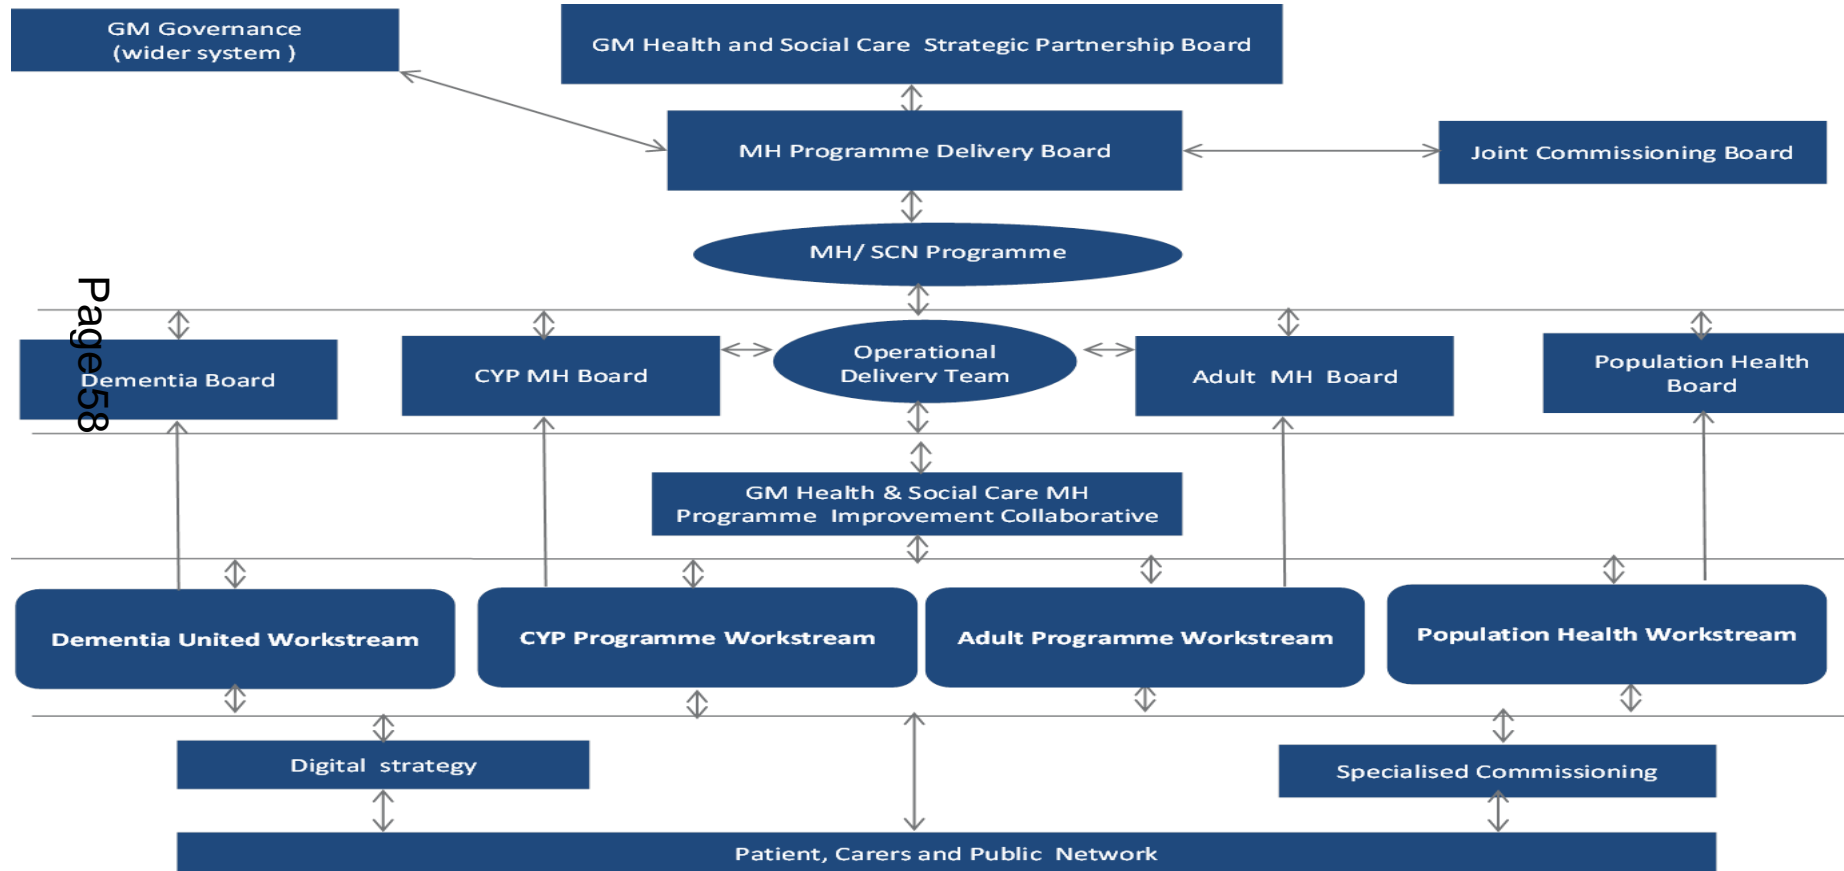 GM Governance
(wider system )
GM Health and Social Care Strategic Partnership Board
MH Programme Delivery Board
Joint Commissioning Board
MH/ SCN Programme
Page 58
Dementia Board
CYP MH Board
Operational
Delivery Team
Adult MH Board
Population Health
Board
GM Health & Social Care MH
Programme Improvement Collaborative
Dementia United Workstream
CYP Programme Workstream
Adult Programme Workstream
Population Health Workstream
Digital strategy
Specialised Commissioning
Patient, Carers and Public Network